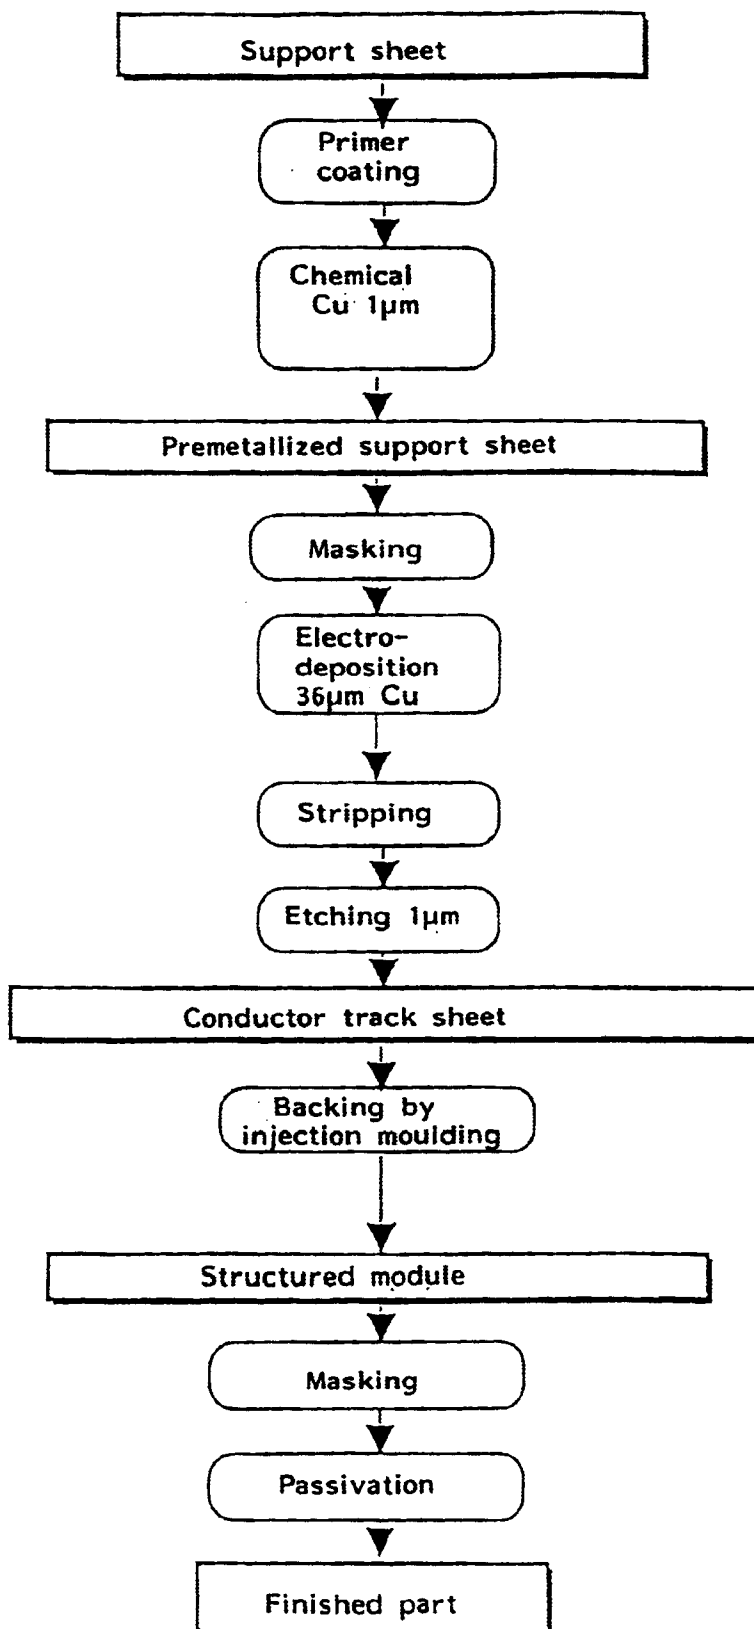 Support sheet
Primer
coating
Chemical
Cu 1µm
Premetallized support sheet
Masking
Electro-
deposition
36µm Cu
Stripping
Etching 1µm
Conductor track sheet
Backing by
injection moulding
Structured module
Masking
Passivation
Finished part